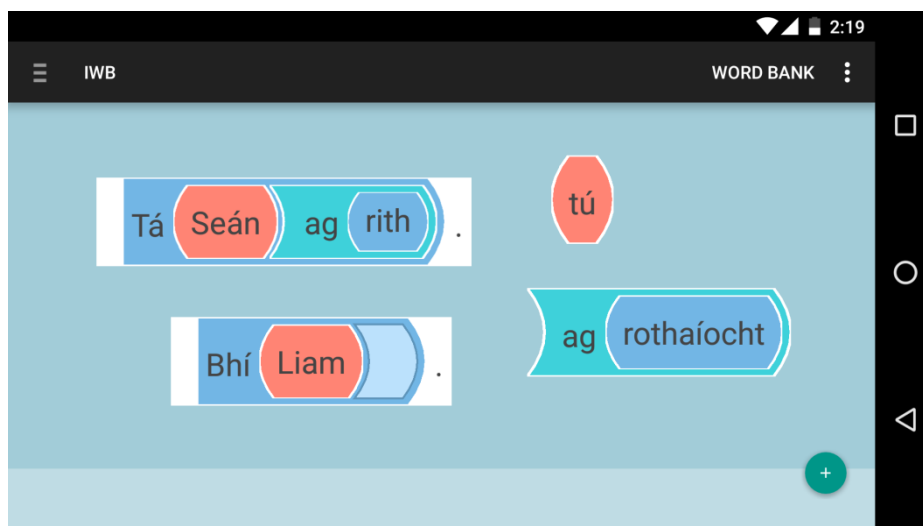 2:19
IWB WORD BANK
Tá Seán ag rith .
tú
Bhí Liam .
ag rothaíocht
+